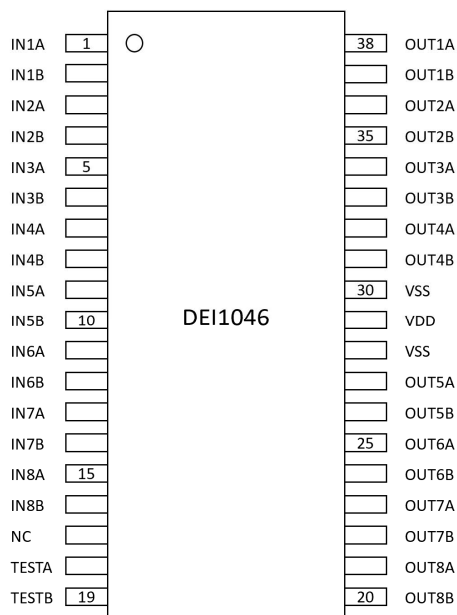 IN1A 1 38 OUT1A
IN1B OUT1B
IN2A OUT2A
IN2B 35 OUT2B
IN3A 5 OUT3A
IN3B OUT3B
IN4A OUT4A
IN4B OUT4B
IN5A 30 VSS
IN5B 10 DEI1046 VDD
IN6A VSS
IN6B OUT5A
IN7A OUT5B
IN7B 25 OUT6A
IN8A 15 OUT6B
IN8B OUT7A
NC OUT7B
TESTA OUT8A
TESTB 19 20 OUT8B